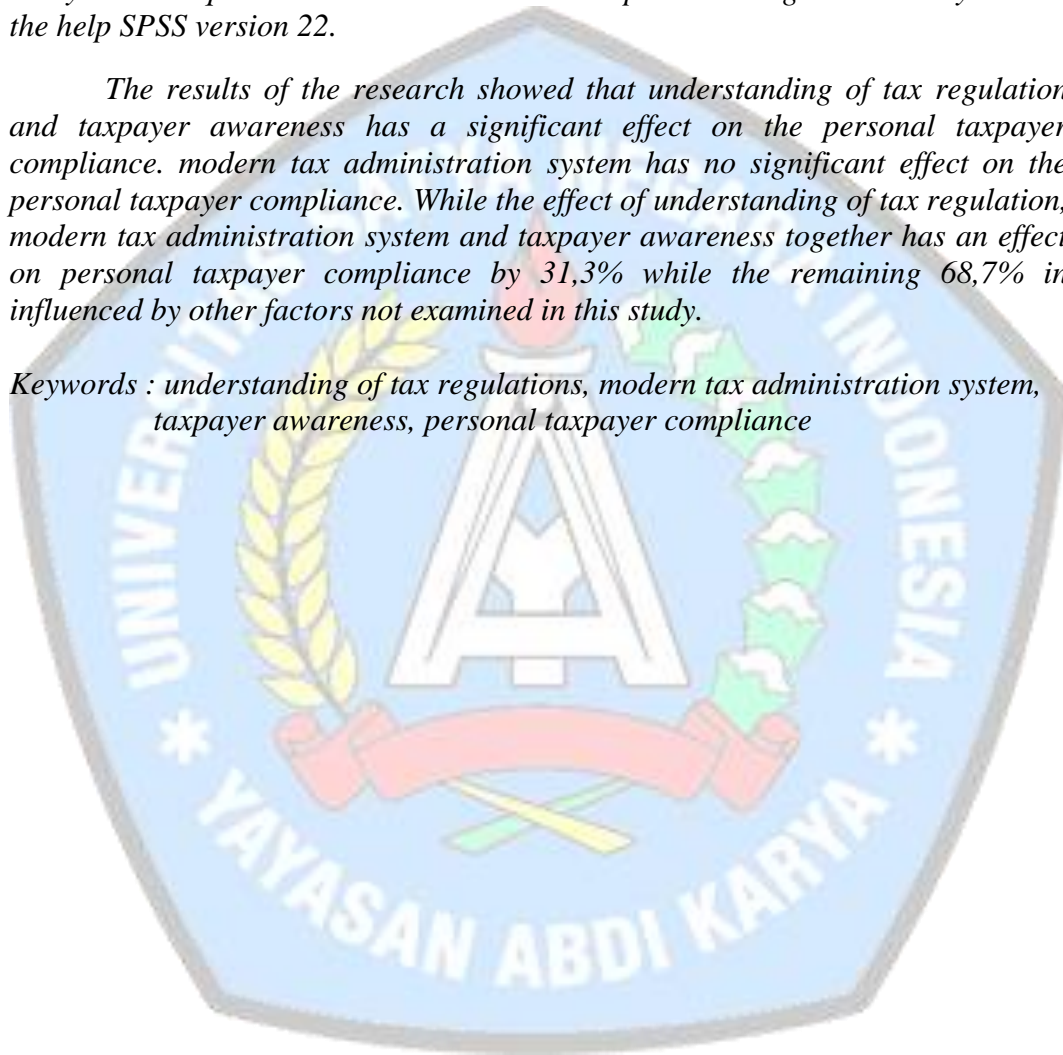 the help SPSS version 22.
The results of the research showed that understanding of tax regulation
and taxpayer awareness has a significant effect on the personal taxpayer
compliance. modern tax administration system has no significant effect on the
personal taxpayer compliance. While the effect of understanding of tax regulation,
modern tax administration system and taxpayer awareness together has an effect
on personal taxpayer compliance by 31,3% while the remaining 68,7% in
influenced by other factors not examined in this study.
Keywords : understanding of tax regulations, modern tax administration system,
taxpayer awareness, personal taxpayer compliance
UNIVERSITAS SATYA NEGARA INDONESIA
* YAYASAN ABDI KARYA *